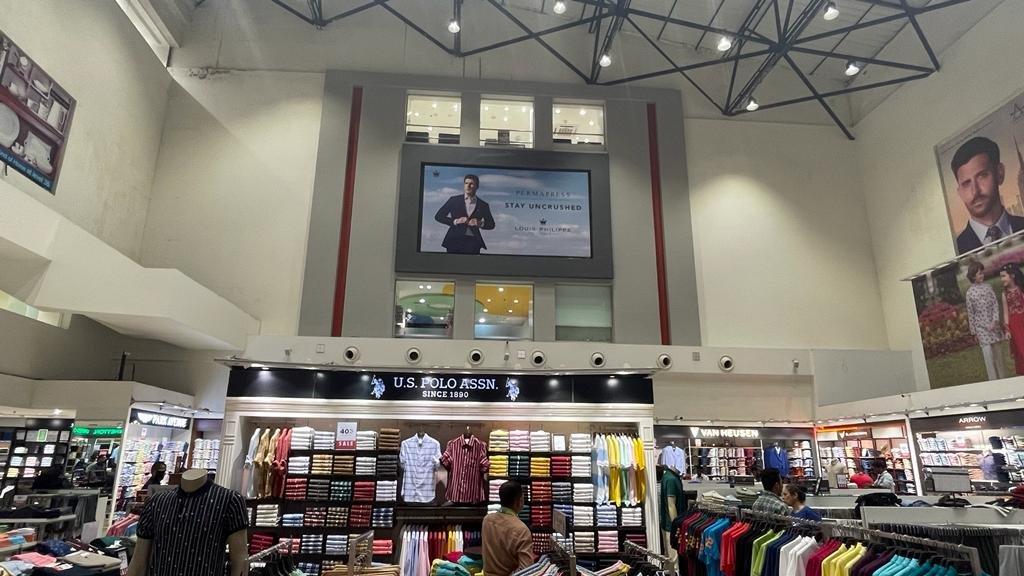 PERMAPRESS
STAY UNCRUSHED
LOUIS PHILIPPE
U.S. POLO ASSN.
SINCE 1890
40%
SALE
VAN HEUSEN
ARROW